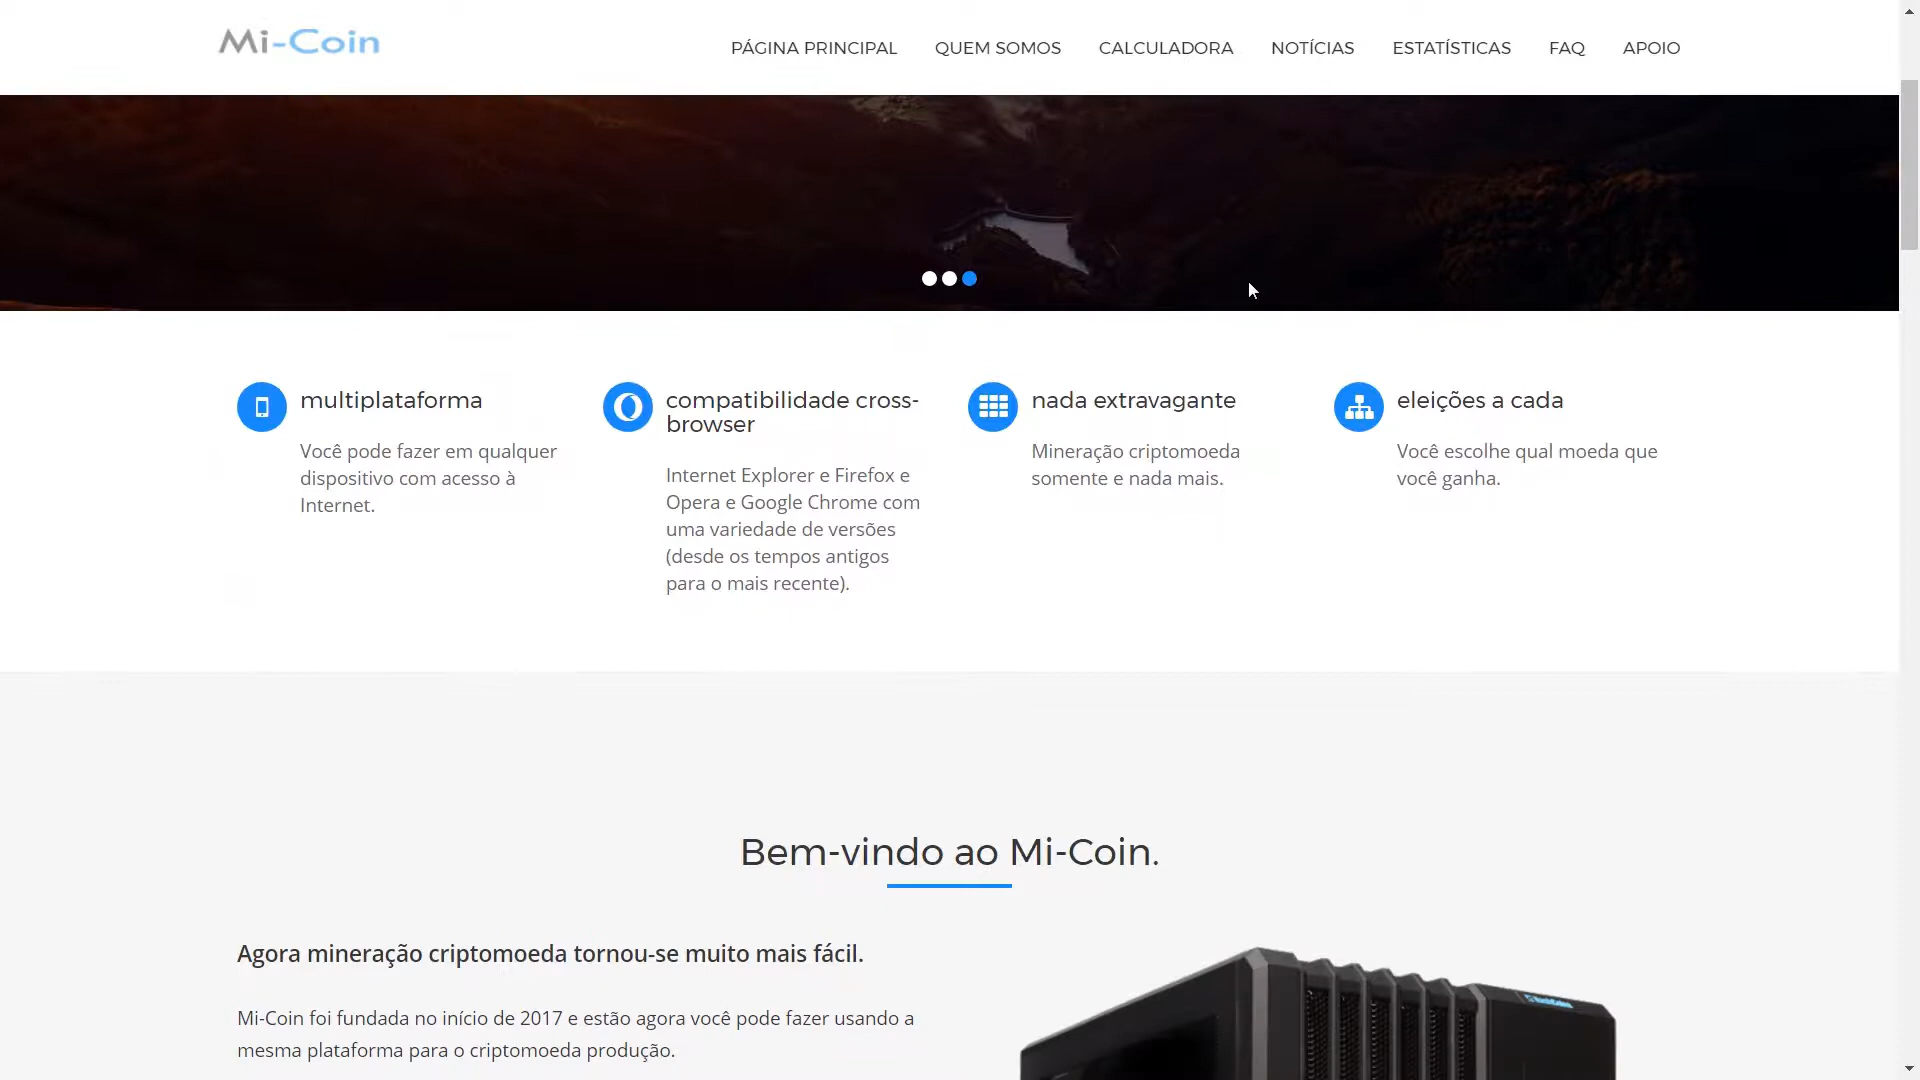 Mi-Coin
PÁGINA PRINCIPAL QUEM SOMOS CALCULADORA NOTÍCIAS ESTATÍSTICAS FAQ APOIO
multiplataforma
Você pode fazer em qualquer
dispositivo com acesso à
Internet.
compatibilidade cross-
browser
Internet Explorer e Firefox e
Opera e Google Chrome com
uma variedade de versões
(desde os tempos antigos
para o mais recente).
nada extravagante
Mineração criptomoeda
somente e nada mais.
eleições a cada
Você escolhe qual moeda que
você ganha.
Bem-vindo ao Mi-Coin.
Agora mineração criptomoeda tornou-se muito mais fácil.
Mi-Coin foi fundada no início de 2017 e estão agora você pode fazer usando a
mesma plataforma para o criptomoeda produção.